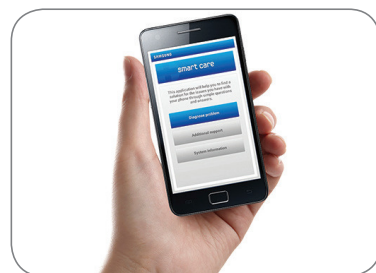 SAMSUNG
smart care
This application will help you to find a
solution for the issues you have with
your phone through simple questions
and answers.
Diagnose problem
Additional support
System information